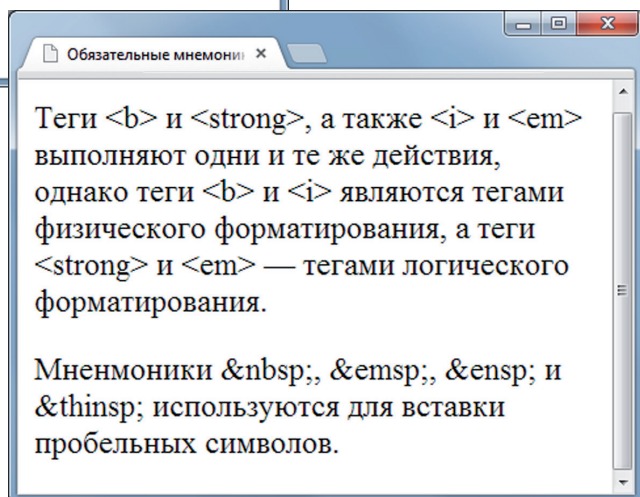 Обязательные мнемони
Теги <b> и <strong>, а также <i> и <em>
выполняют одни и те же действия,
однако теги <b> и <i> являются тегами
физического форматирования, а теги
<strong> и <em> — тегами логического
форматирования.
Мненмоники &nbsp;, &emsp;, &ensp; и
&thinsp; используются для вставки
пробельных символов.